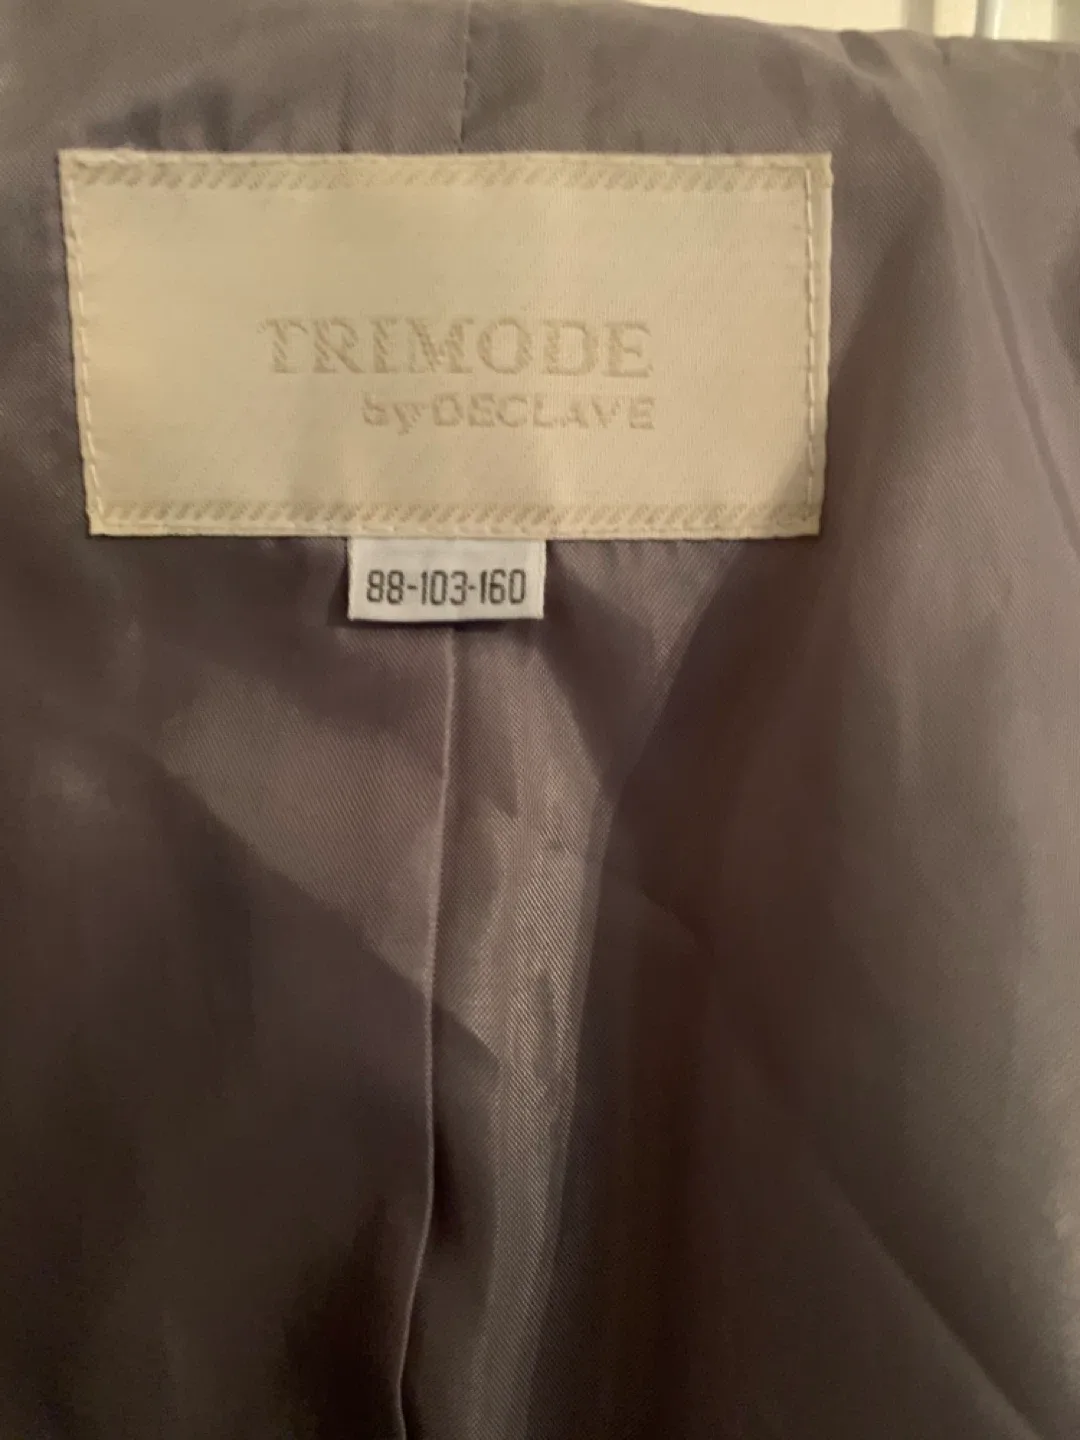 TRIMODE
by DECLAVE
88-103-160